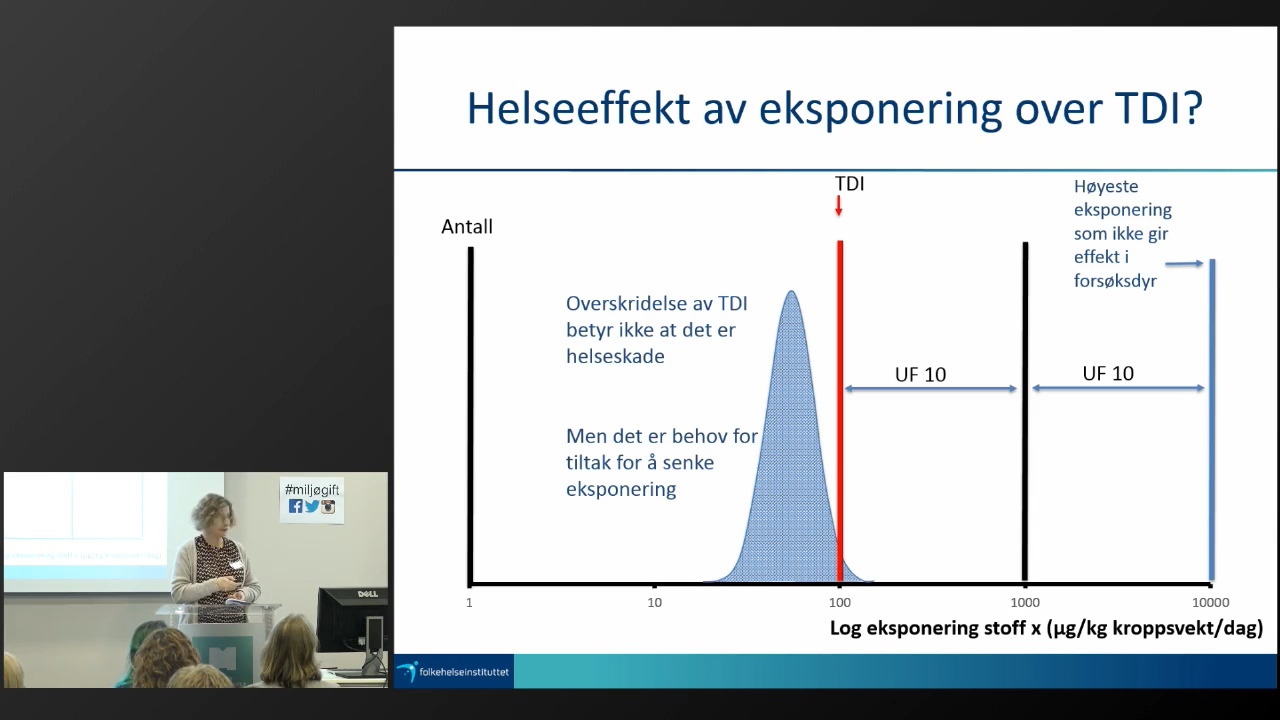 Helseeffekt av eksponering over TDI?
TDI
Høyeste
eksponering
som ikke gir
effekt i
forsøksdyr
Antall
Overskridelse av TDI
betyr ikke at det er
helseskade
UF 10
UF 10
Men det er behov for
tiltak for å senke
eksponering
1
10
100
1000
10000
Log eksponering stoff x (µg/kg kroppsvekt/dag)
folkehelseinstituttet
#miljøgift
DELL